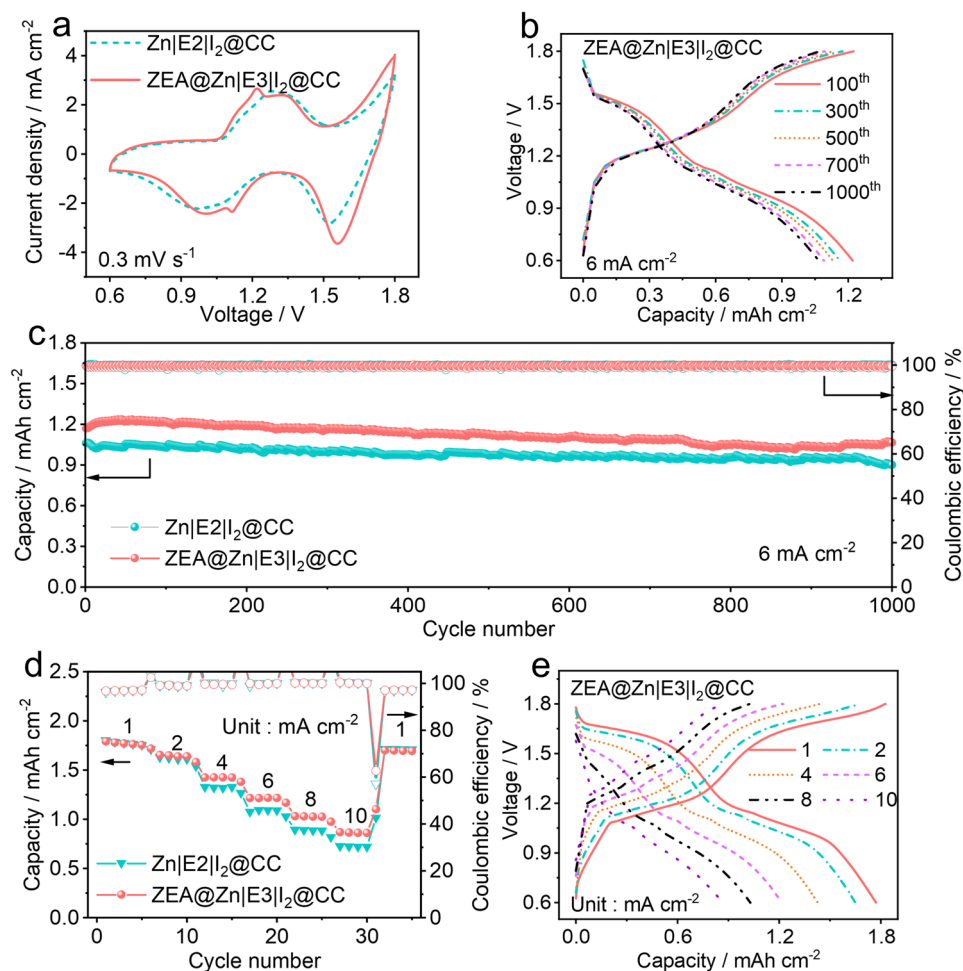 a
Zn|E2|I₂@CC
ZEA@Zn|E3|I₂@CC
0.3 mV s⁻¹
Current density / mA cm⁻²
4
2
0
-2
-4
0.6 0.9 1.2 1.5 1.8
Voltage / V
b
ZEA@Zn|E3|I₂@CC
100ᵗʰ
300ᵗʰ
500ᵗʰ
700ᵗʰ
1000ᵗʰ
6 mA cm⁻²
Voltage / V
1.8
1.5
1.2
0.9
0.6
0.0 0.3 0.6 0.9 1.2
Capacity / mAh cm⁻²
c
Capacity / mAh cm⁻²
1.8
1.5
1.2
0.9
0.6
0.3
0.0
Zn|E2|I₂@CC
ZEA@Zn|E3|I₂@CC
6 mA cm⁻²
100
80
60
40
20
0
Coulombic efficiency / %
0 200 400 600 800 1000
Cycle number
d
Capacity / mAh cm⁻²
2.5
2.0
1.5
1.0
0.5
0.0
Unit : mA cm⁻²
1 2 4 6 8 10 1
Zn|E2|I₂@CC
ZEA@Zn|E3|I₂@CC
100
80
60
40
20
0
Coulombic efficiency / %
0 10 20 30
Cycle number
e
ZEA@Zn|E3|I₂@CC
1 2
4 6
8 10
Unit : mA cm⁻²
Voltage / V
1.8
1.5
1.2
0.9
0.6
0.0 0.6 1.2 1.8
Capacity / mAh cm⁻²